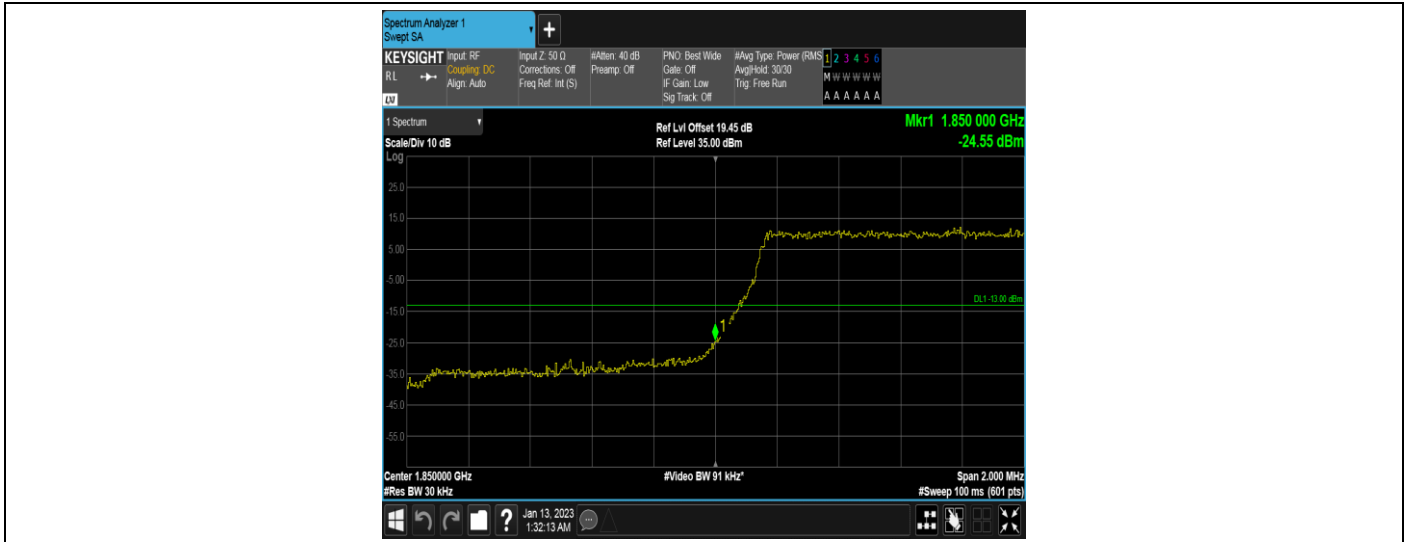 Spectrum Analyzer 1
Swept SA
+
KEYSIGHT
RL
LXI
Input: RF
Coupling: DC
Align: Auto
Input Z: 50 Ω
Corrections: Off
Freq Ref: Int (S)
#Atten: 40 dB
Preamp: Off
PNO: Best Wide
Gate: Off
IF Gain: Low
Sig Track: Off
#Avg Type: Power (RMS
Avg|Hold: 30/30
Trig: Free Run
1 2 3 4 5 6
M W W W W W
A A A A A A
1 Spectrum
Scale/Div 10 dB
Log
Ref Lvl Offset 19.45 dB
Ref Level 35.00 dBm
Mkr1 1.850 000 GHz
-24.55 dBm
25.0
15.0
5.00
-5.00
-15.0
-25.0
-35.0
-45.0
-55.0
DL1 -13.00 dBm
1
Center 1.850000 GHz
#Res BW 30 kHz
#Video BW 91 kHz*
Span 2.000 MHz
#Sweep 100 ms (601 pts)
?
Jan 13, 2023
1:32:13 AM